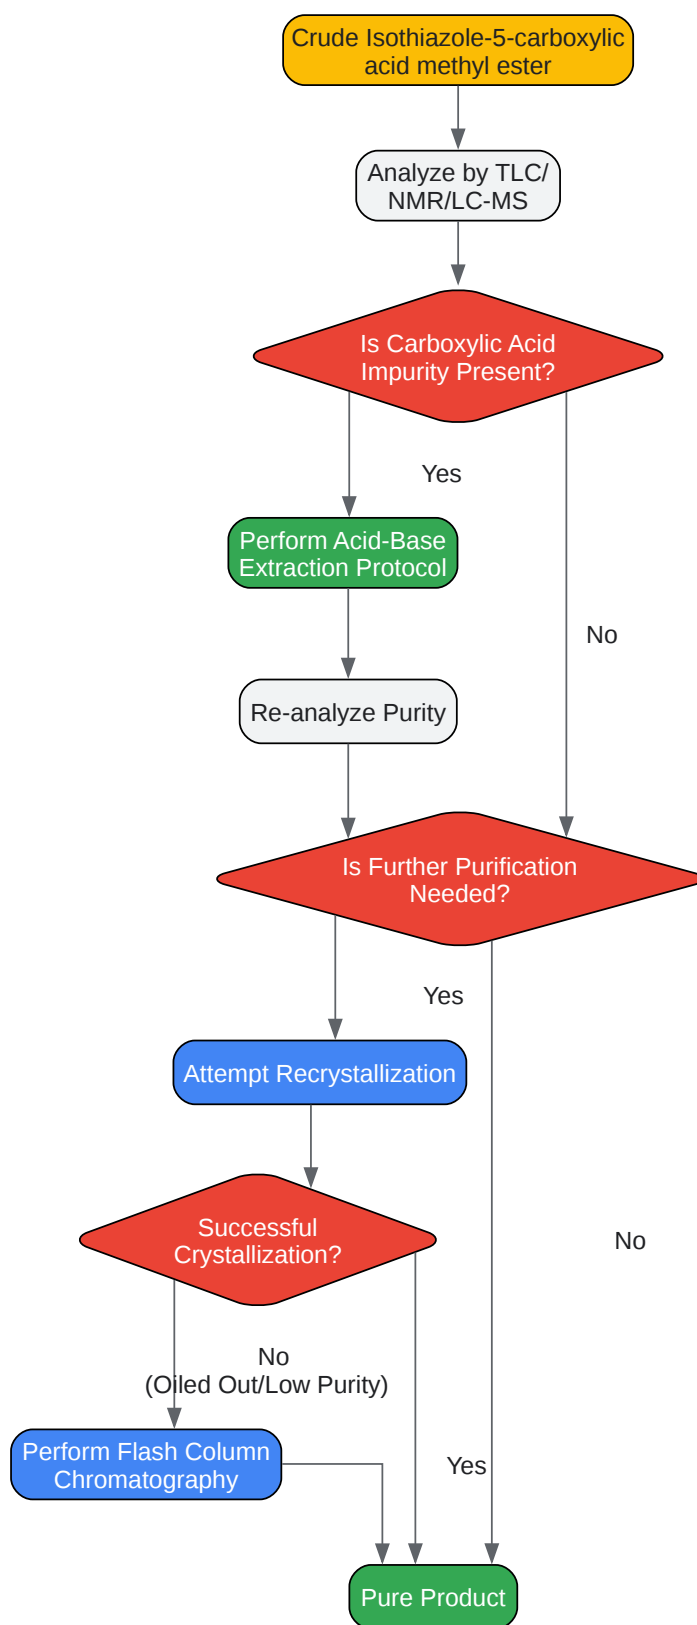 Crude Isothiazole-5-carboxylic
acid methyl ester
Analyze by TLC/
NMR/LC-MS
Is Carboxylic Acid
Impurity Present?
Yes
Perform Acid-Base
Extraction Protocol
No
Re-analyze Purity
Is Further Purification
Needed?
Yes
Attempt Recrystallization
Successful
Crystallization?
No
No
(Oiled Out/Low Purity)
Perform Flash Column
Chromatography
Yes
Pure Product